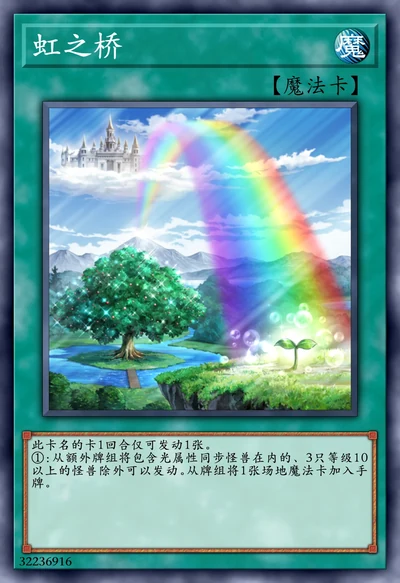 虹之桥
魔
【魔法卡】
此卡名的卡1回合仅可发动1张。
①:从额外牌组将包含光属性同步怪兽在内的、3只等级10
以上的怪兽除外可以发动。从牌组将1张场地魔法卡加入手
牌。
32236916